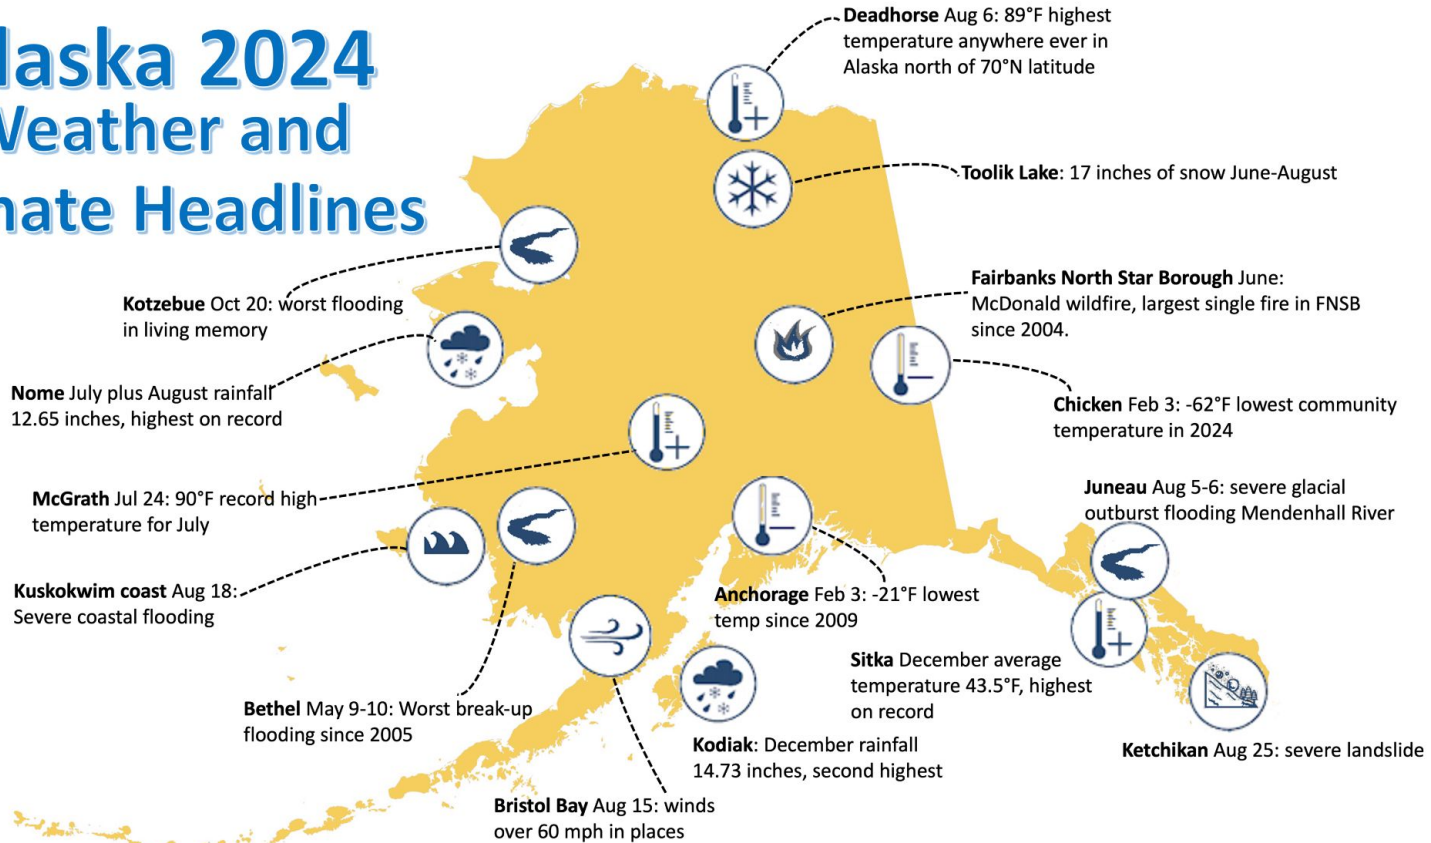 laska 2024
Weather and
mate Headlines
Deadhorse Aug 6: 89°F highest
temperature anywhere ever in
Alaska north of 70°N latitude
Toolik Lake: 17 inches of snow June-August
Kotzebue Oct 20: worst flooding
in living memory
Fairbanks North Star Borough June:
McDonald wildfire, largest single fire in FNSB
since 2004.
Nome July plus August rainfall
12.65 inches, highest on record
Chicken Feb 3: -62°F lowest community
temperature in 2024
McGrath Jul 24: 90°F record high
temperature for July
Juneau Aug 5-6: severe glacial
outburst flooding Mendenhall River
Kuskokwim coast Aug 18:
Severe coastal flooding
Anchorage Feb 3: -21°F lowest
temp since 2009
Sitka December average
temperature 43.5°F, highest
on record
Bethel May 9-10: Worst break-up
flooding since 2005
Kodiak: December rainfall
14.73 inches, second highest
Ketchikan Aug 25: severe landslide
Bristol Bay Aug 15: winds
over 60 mph in places